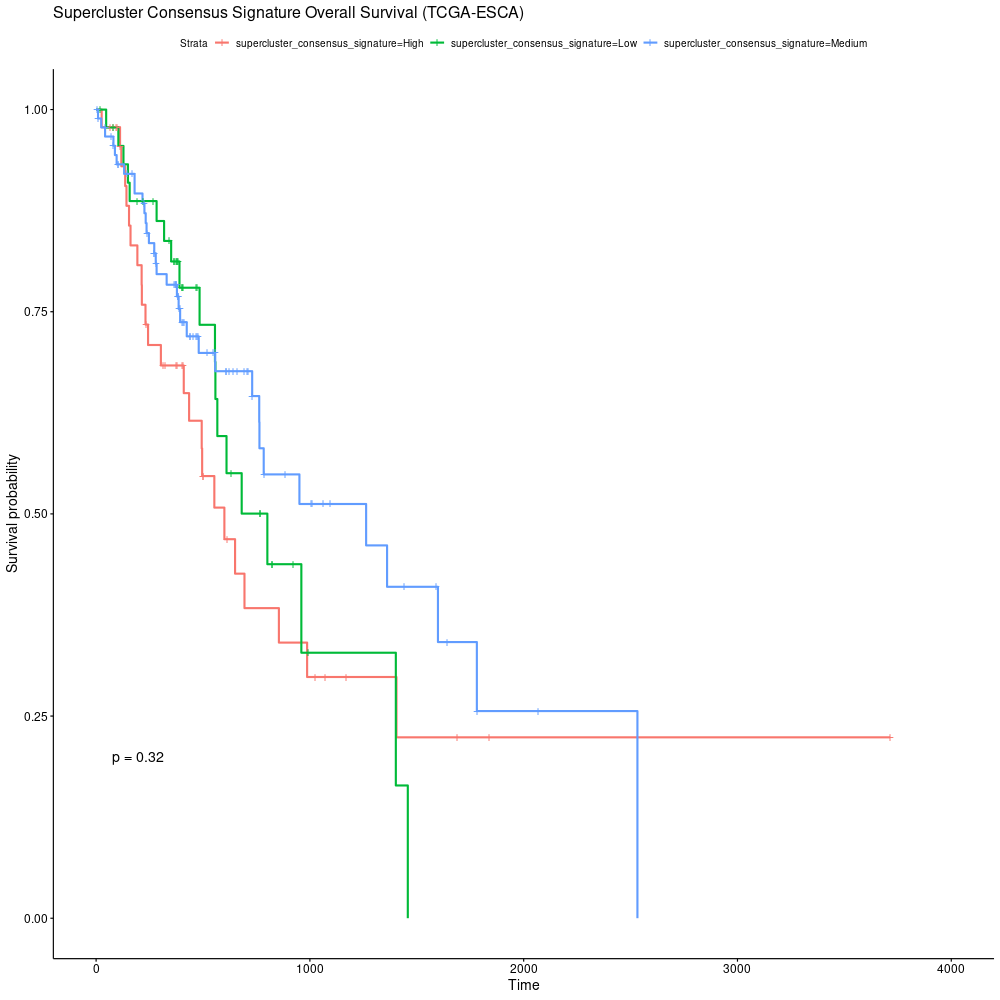 Supercluster Consensus Signature Overall Survival (TCGA-ESCA)
Strata supercluster_consensus_signature=High supercluster_consensus_signature=Low supercluster_consensus_signature=Medium
Survival probability
1.00
0.75
0.50
0.25
0.00
p = 0.32
0 1000 2000 3000 4000
Time